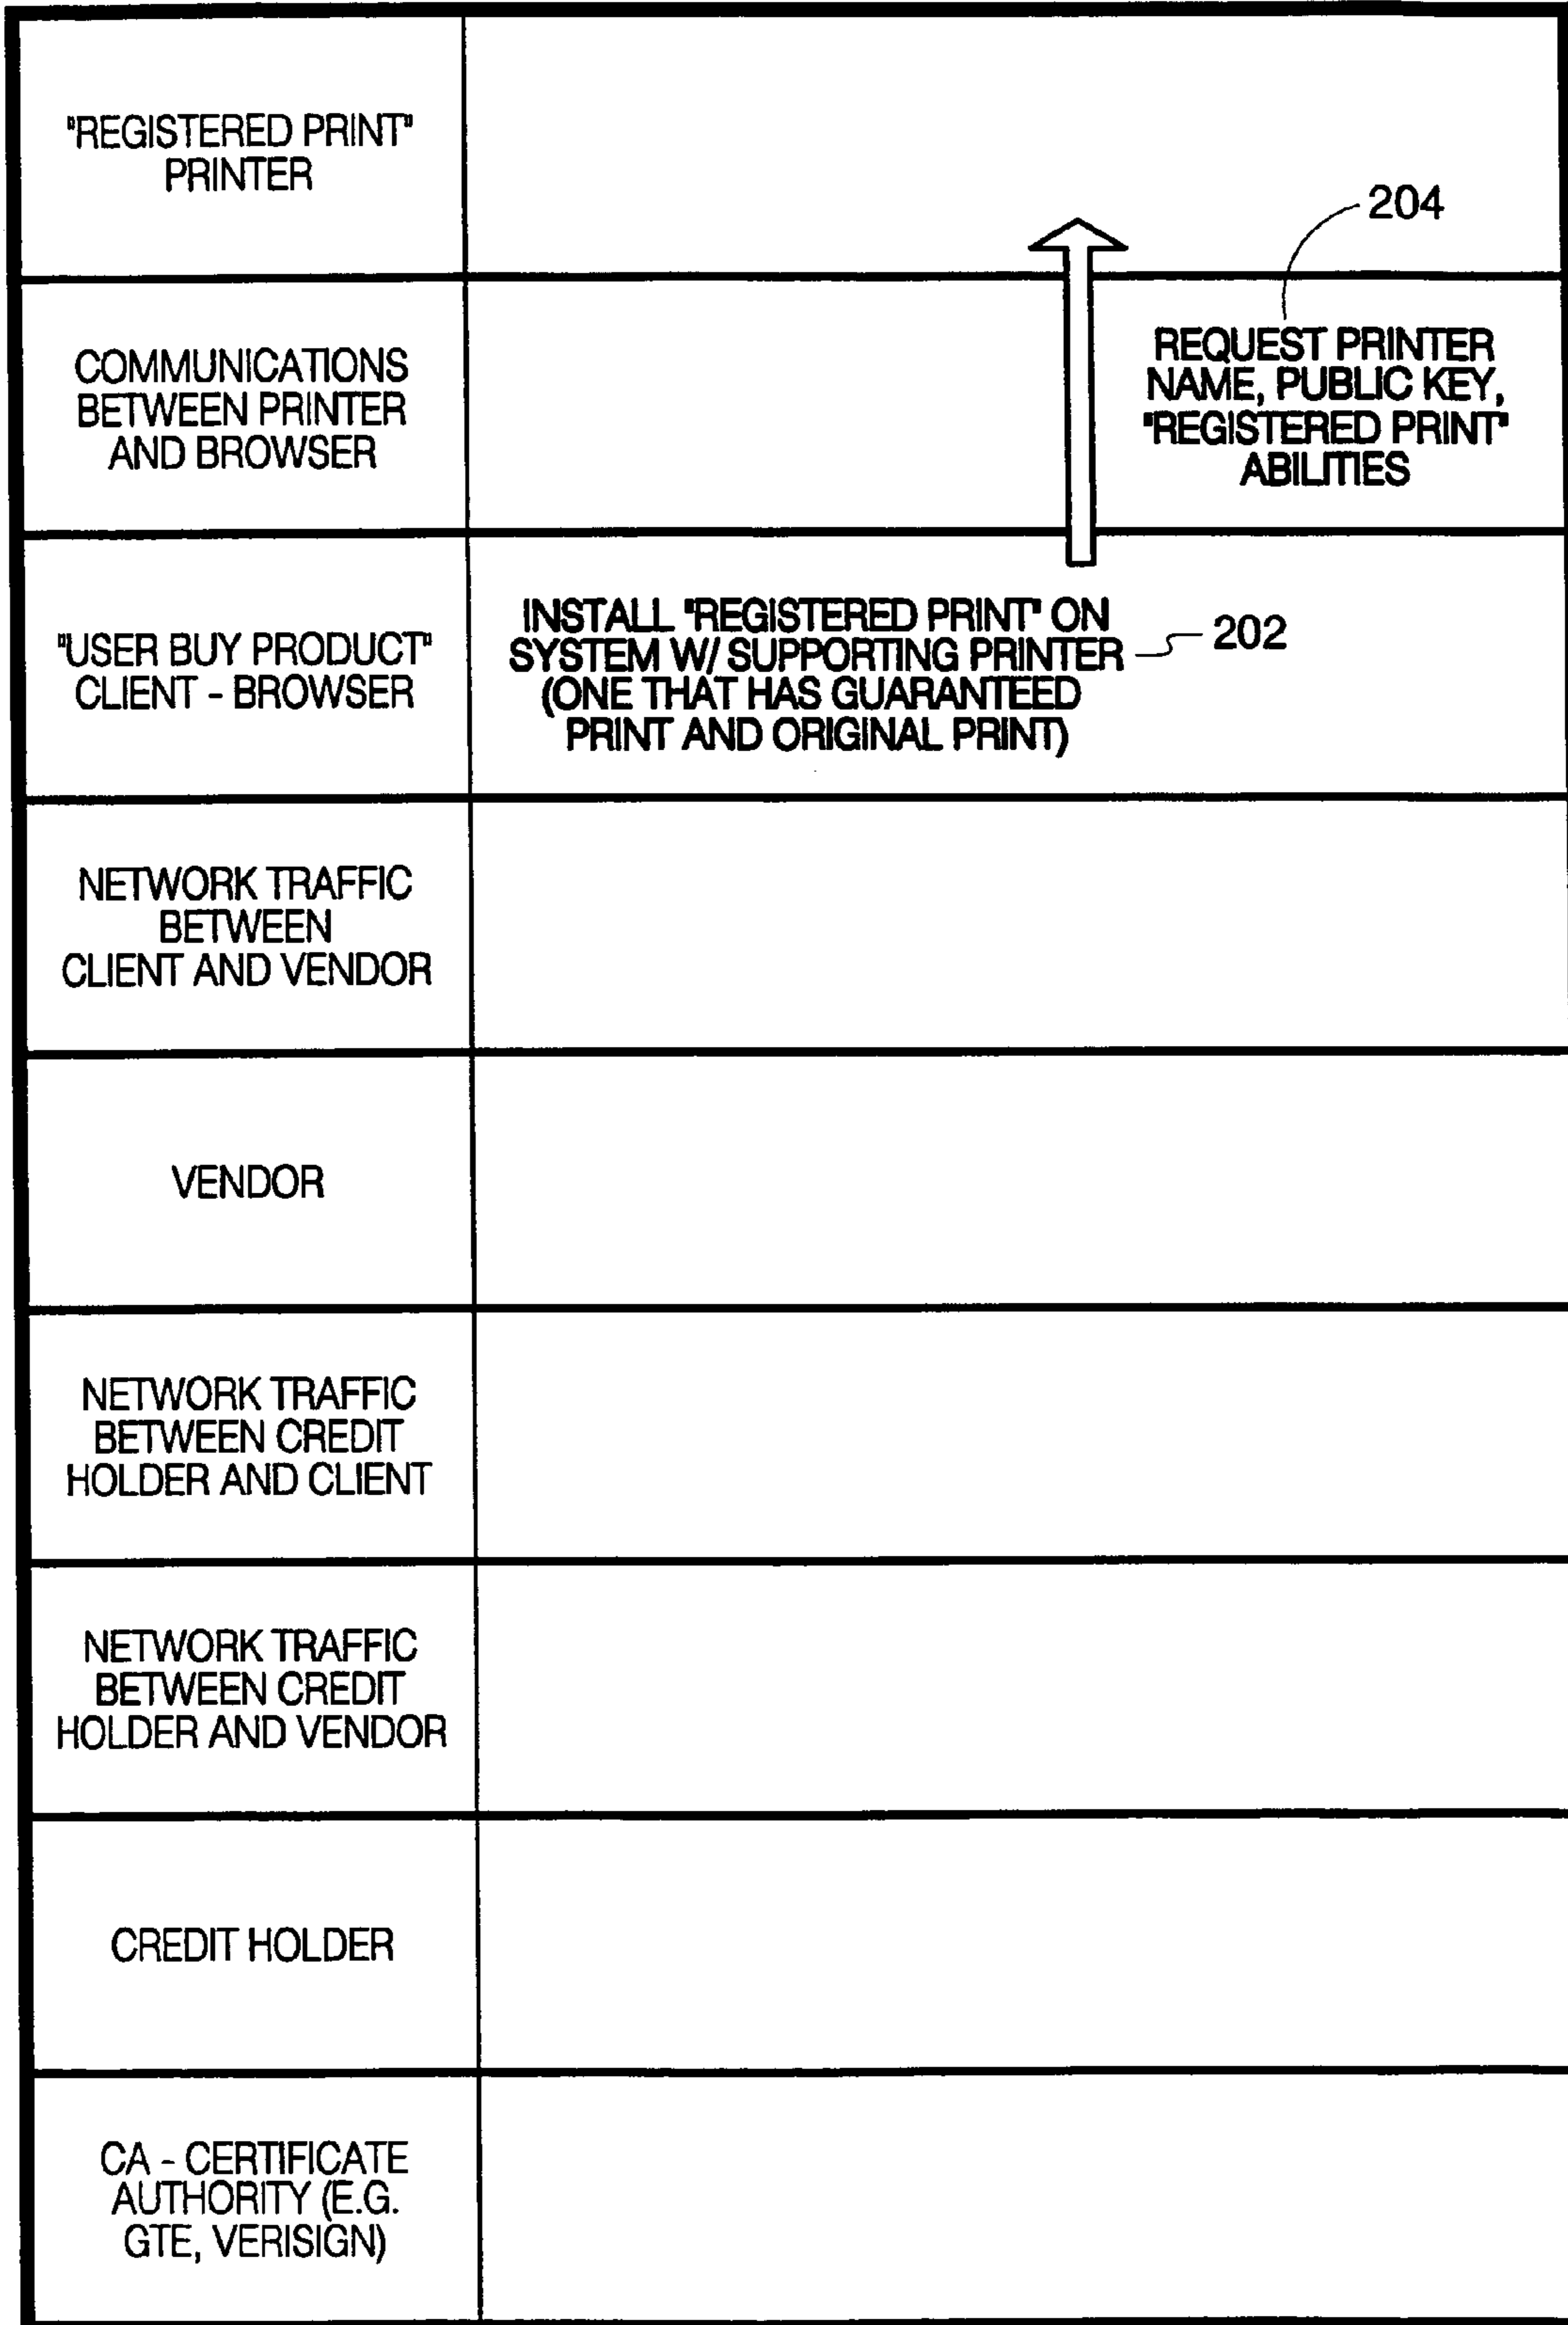 "REGISTERED PRINT"
PRINTER
204
COMMUNICATIONS
BETWEEN PRINTER
AND BROWSER
REQUEST PRINTER
NAME, PUBLIC KEY,
"REGISTERED PRINT"
ABILITIES
"USER BUY PRODUCT"
CLIENT - BROWSER
INSTALL "REGISTERED PRINT" ON
SYSTEM W/ SUPPORTING PRINTER
(ONE THAT HAS GUARANTEED
PRINT AND ORIGINAL PRINT)
202
NETWORK TRAFFIC
BETWEEN
CLIENT AND VENDOR
VENDOR
NETWORK TRAFFIC
BETWEEN CREDIT
HOLDER AND CLIENT
NETWORK TRAFFIC
BETWEEN CREDIT
HOLDER AND VENDOR
CREDIT HOLDER
CA - CERTIFICATE
AUTHORITY (E.G.
GTE, VERISIGN)